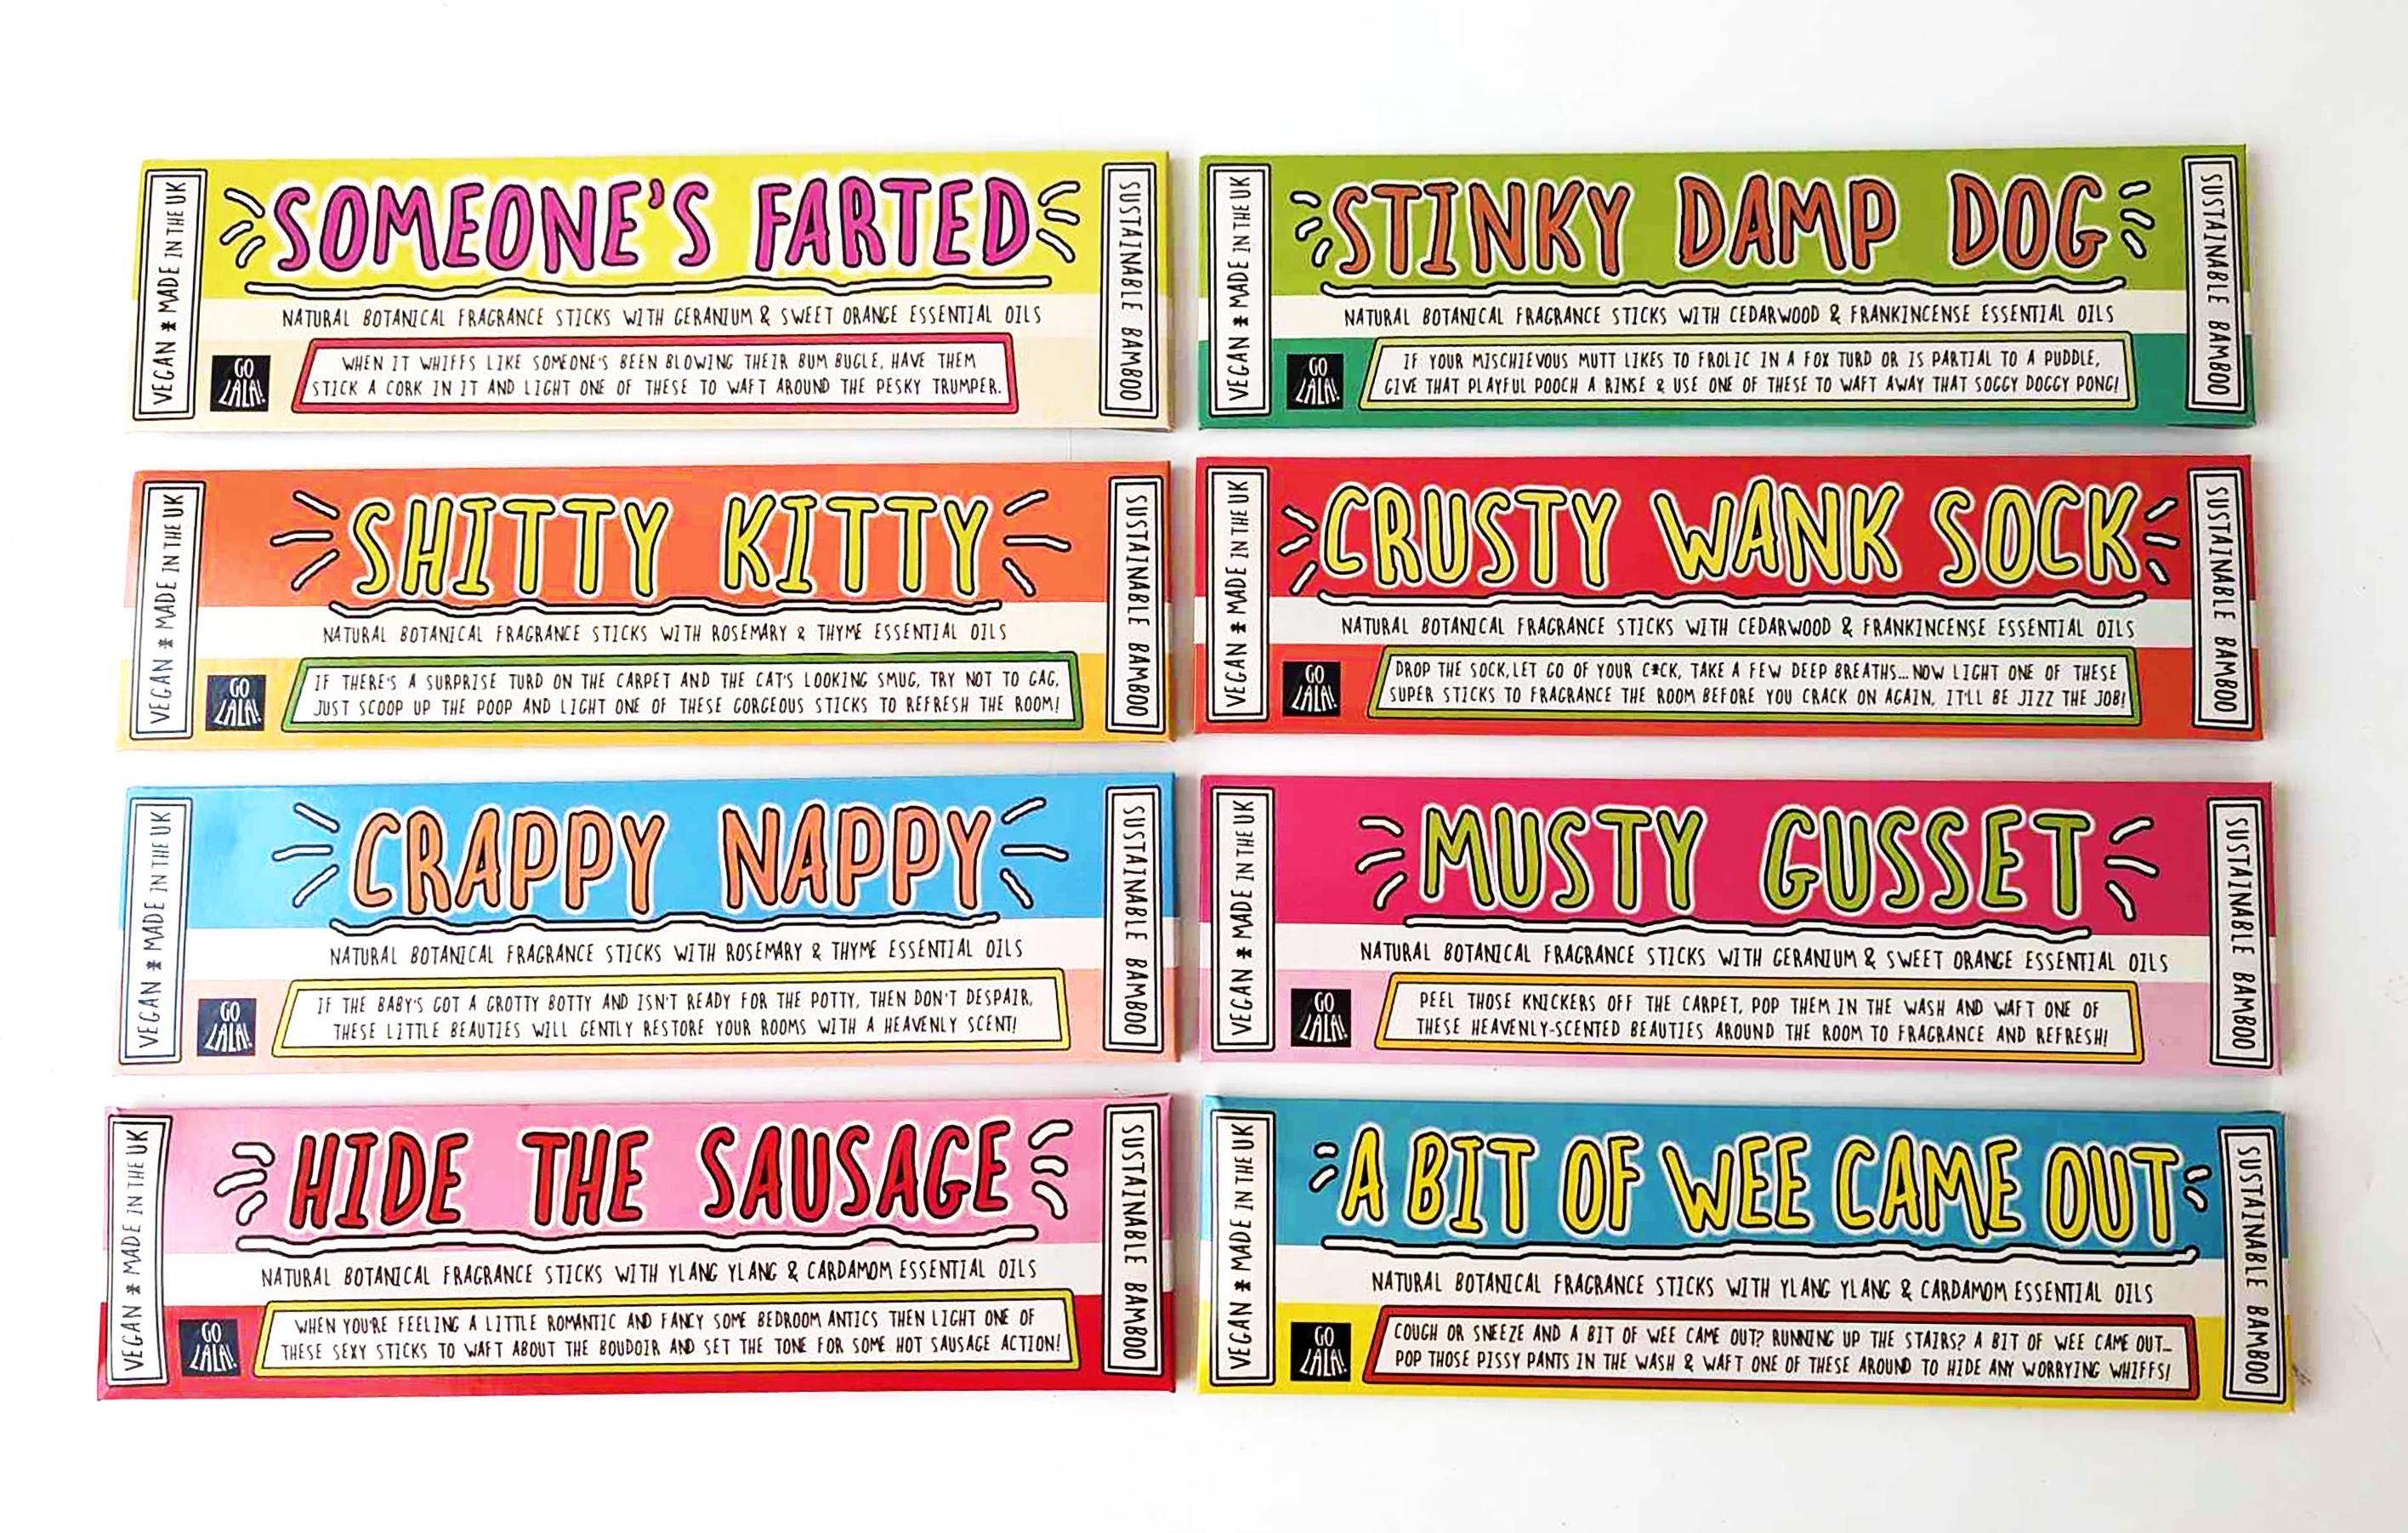 VEGAN * MADE IN THE UK
SOMEONE'S FARTED
NATURAL BOTANICAL FRAGRANCE STICKS WITH GERANIUM & SWEET ORANGE ESSENTIAL OILS
GO
LALA!
WHEN IT WHIFFS LIKE SOMEONE'S BEEN BLOWING THEIR BUM BUGLE, HAVE THEM
STICK A CORK IN IT AND LIGHT ONE OF THESE TO WAFT AROUND THE PESKY TRUMPER.
SUSTAINABLE BAMBOO
VEGAN * MADE IN THE UK
STINKY DAMP DOG
NATURAL BOTANICAL FRAGRANCE STICKS WITH CEDARWOOD & FRANKINCENSE ESSENTIAL OILS
GO
LALA!
IF YOUR MISCHIEVOUS MUTT LIKES TO FROLIC IN A FOX TURD OR IS PARTIAL TO A PUDDLE,
GIVE THAT PLAYFUL POOCH A RINSE & USE ONE OF THESE TO WAFT AWAY THAT SOGGY DOGGY PONG!
SUSTAINABLE BAMBOO
VEGAN * MADE IN THE UK
SHITTY KITTY
NATURAL BOTANICAL FRAGRANCE STICKS WITH ROSEMARY & THYME ESSENTIAL OILS
GO
LALA!
IF THERE'S A SURPRISE TURD ON THE CARPET AND THE CAT'S LOOKING SMUG, TRY NOT TO GAG,
JUST SCOOP UP THE POOP AND LIGHT ONE OF THESE GORGEOUS STICKS TO REFRESH THE ROOM!
SUSTAINABLE BAMBOO
VEGAN * MADE IN THE UK
CRUSTY WANK SOCK
NATURAL BOTANICAL FRAGRANCE STICKS WITH CEDARWOOD & FRANKINCENSE ESSENTIAL OILS
GO
LALA!
DROP THE SOCK, LET GO OF YOUR C*CK, TAKE A FEW DEEP BREATHS... NOW LIGHT ONE OF THESE
SUPER STICKS TO FRAGRANCE THE ROOM BEFORE YOU CRACK ON AGAIN, IT'LL BE JIZZ THE JOB!
SUSTAINABLE BAMBOO
VEGAN * MADE IN THE UK
CRAPPY NAPPY
NATURAL BOTANICAL FRAGRANCE STICKS WITH ROSEMARY & THYME ESSENTIAL OILS
GO
LALA!
IF THE BABY'S GOT A GROTTY BOTTY AND ISN'T READY FOR THE POTTY, THEN DON'T DESPAIR,
THESE LITTLE BEAUTIES WILL GENTLY RESTORE YOUR ROOMS WITH A HEAVENLY SCENT!
SUSTAINABLE BAMBOO
VEGAN * MADE IN THE UK
MUSTY GUSSET
NATURAL BOTANICAL FRAGRANCE STICKS WITH GERANIUM & SWEET ORANGE ESSENTIAL OILS
GO
LALA!
PEEL THOSE KNICKERS OFF THE CARPET, POP THEM IN THE WASH AND WAFT ONE OF
THESE HEAVENLY-SCENTED BEAUTIES AROUND THE ROOM TO FRAGRANCE AND REFRESH!
SUSTAINABLE BAMBOO
VEGAN * MADE IN THE UK
HIDE THE SAUSAGE
NATURAL BOTANICAL FRAGRANCE STICKS WITH YLANG YLANG & CARDAMOM ESSENTIAL OILS
GO
LALA!
WHEN YOU'RE FEELING A LITTLE ROMANTIC AND FANCY SOME BEDROOM ANTICS THEN LIGHT ONE OF
THESE SEXY STICKS TO WAFT ABOUT THE BOUDOIR AND SET THE TONE FOR SOME HOT SAUSAGE ACTION!
SUSTAINABLE BAMBOO
VEGAN * MADE IN THE UK
A BIT OF WEE CAME OUT
NATURAL BOTANICAL FRAGRANCE STICKS WITH YLANG YLANG & CARDAMOM ESSENTIAL OILS
GO
LALA!
COUGH OR SNEEZE AND A BIT OF WEE CAME OUT? RUNNING UP THE STAIRS? A BIT OF WEE CAME OUT...
POP THOSE PISSY PANTS IN THE WASH & WAFT ONE OF THESE AROUND TO HIDE ANY WORRYING WHIFFS!
SUSTAINABLE BAMBOO